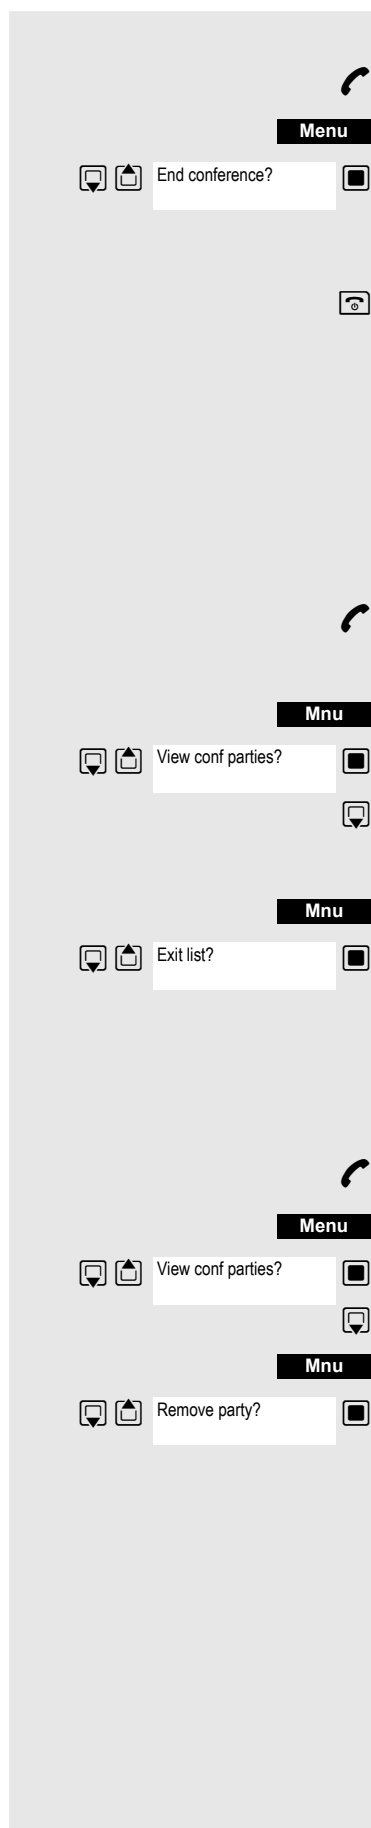 Menu
End conference?
Mnu
View conf parties?
Mnu
Exit list?
Menu
View conf parties?
Mnu
Remove party?